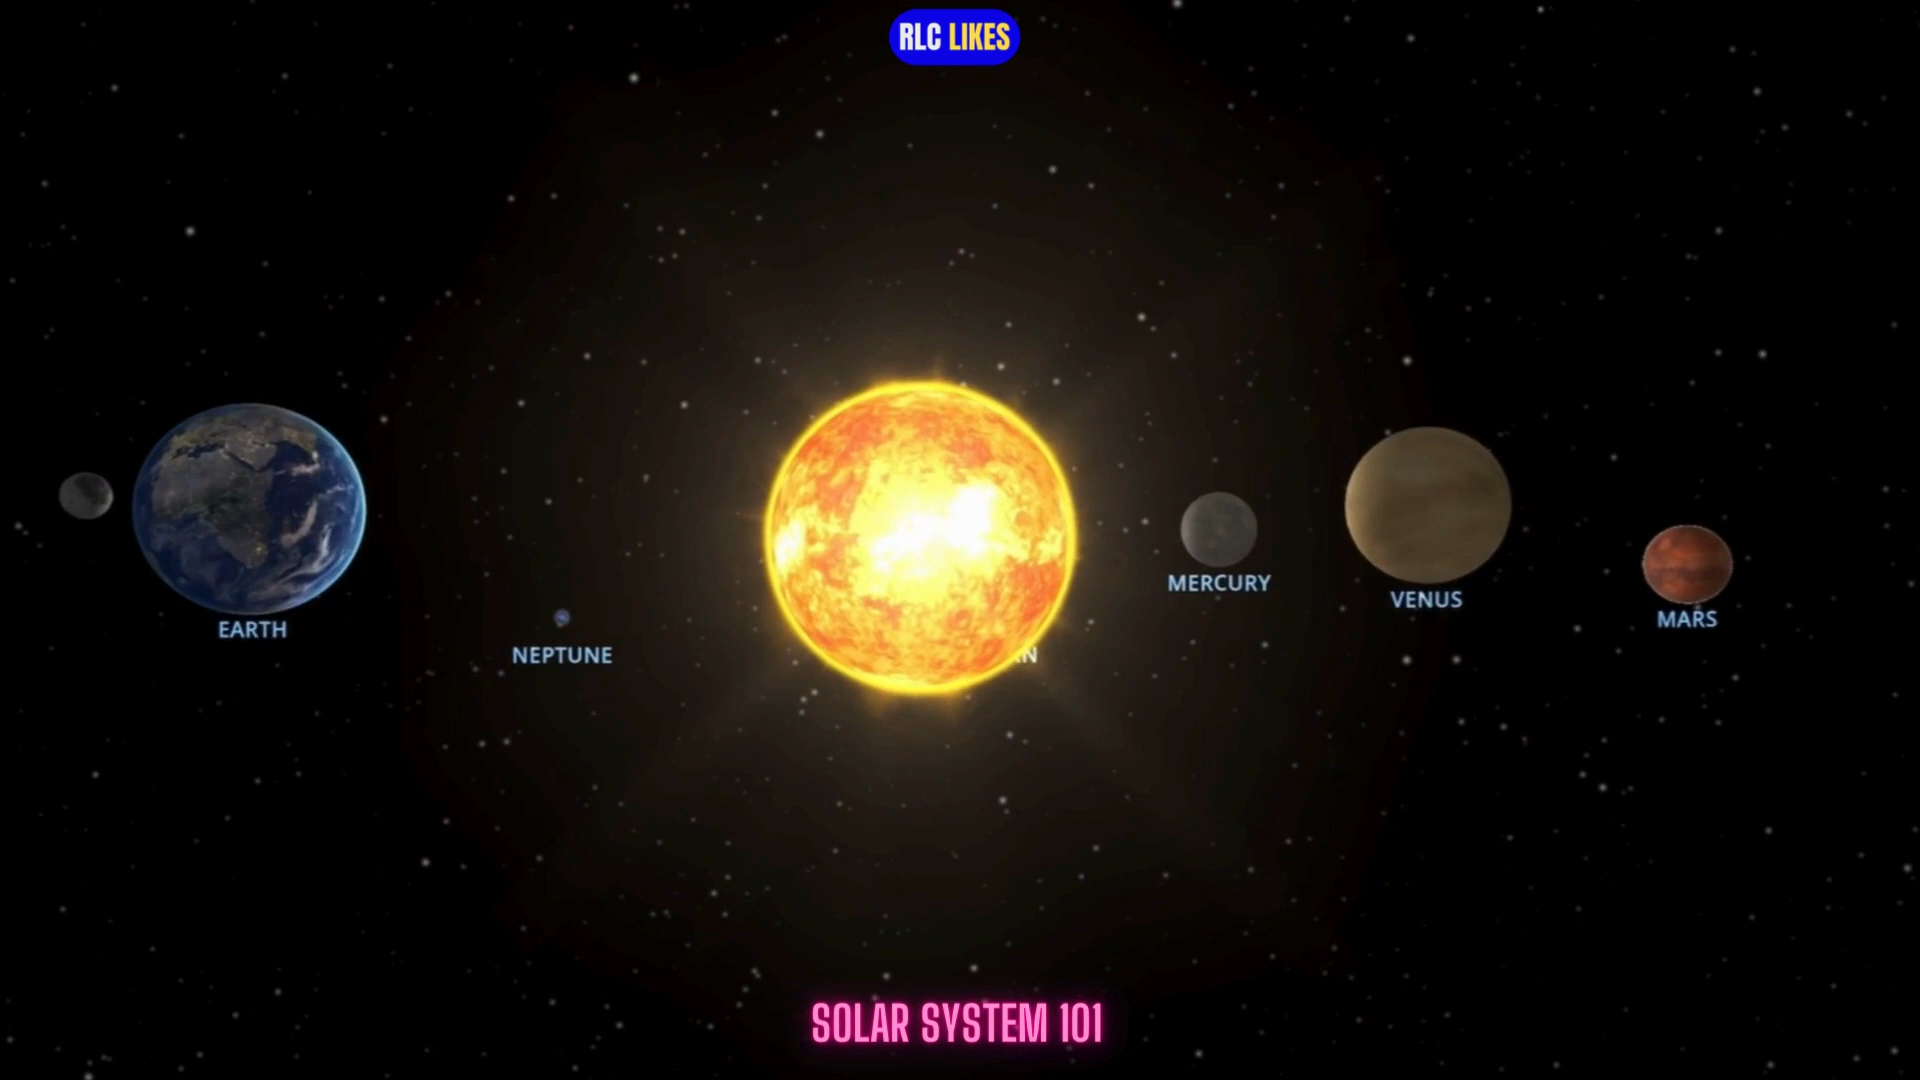 RLC LIKES
MERCURY
VENUS
MARS
EARTH
NEPTUNE
SOLAR SYSTEM 101